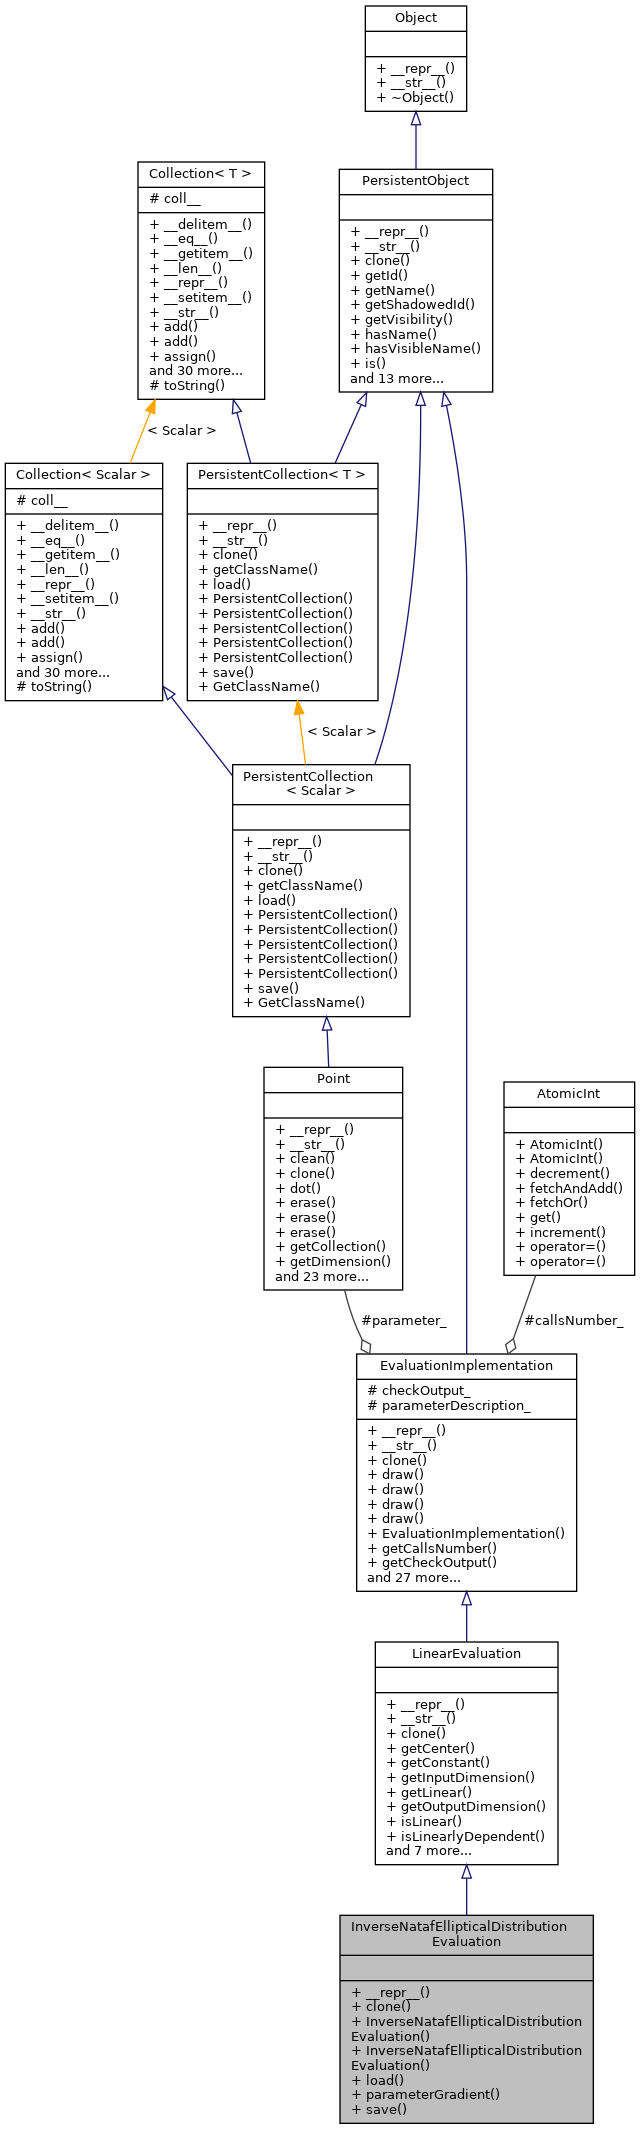 Object
+ __repr__()
+ __str__()
+ ~Object()
Collection< T >
# coll__
+ __delitem__()
+ __eq__()
+ __getitem__()
+ __len__()
+ __repr__()
+ __setitem__()
+ __str__()
+ add()
+ add()
+ assign()
and 30 more...
# toString()
PersistentObject
+ __repr__()
+ __str__()
+ clone()
+ getId()
+ getName()
+ getShadowedId()
+ getVisibility()
+ hasName()
+ hasVisibleName()
+ is()
and 13 more...
< Scalar >
Collection< Scalar >
# coll__
+ __delitem__()
+ __eq__()
+ __getitem__()
+ __len__()
+ __repr__()
+ __setitem__()
+ __str__()
+ add()
+ add()
+ assign()
and 30 more...
# toString()
PersistentCollection< T >
+ __repr__()
+ __str__()
+ clone()
+ getClassName()
+ load()
+ PersistentCollection()
+ PersistentCollection()
+ PersistentCollection()
+ PersistentCollection()
+ PersistentCollection()
+ save()
+ GetClassName()
< Scalar >
PersistentCollection
< Scalar >
+ __repr__()
+ __str__()
+ clone()
+ getClassName()
+ load()
+ PersistentCollection()
+ PersistentCollection()
+ PersistentCollection()
+ PersistentCollection()
+ PersistentCollection()
+ save()
+ GetClassName()
Point
+ __repr__()
+ __str__()
+ clean()
+ clone()
+ dot()
+ erase()
+ erase()
+ erase()
+ getCollection()
+ getDimension()
and 23 more...
AtomicInt
+ AtomicInt()
+ AtomicInt()
+ decrement()
+ fetchAndAdd()
+ fetchOr()
+ get()
+ increment()
+ operator=()
+ operator=()
#parameter_
#callsNumber_
EvaluationImplementation
# checkOutput_
# parameterDescription_
+ __repr__()
+ __str__()
+ clone()
+ draw()
+ draw()
+ draw()
+ draw()
+ EvaluationImplementation()
+ getCallsNumber()
+ getCheckOutput()
and 27 more...
LinearEvaluation
+ __repr__()
+ __str__()
+ clone()
+ getCenter()
+ getConstant()
+ getInputDimension()
+ getLinear()
+ getOutputDimension()
+ isLinear()
+ isLinearlyDependent()
and 7 more...
InverseNatafEllipticalDistribution
Evaluation
+ __repr__()
+ clone()
+ InverseNatafEllipticalDistribution
Evaluation()
+ InverseNatafEllipticalDistribution
Evaluation()
+ load()
+ parameterGradient()
+ save()